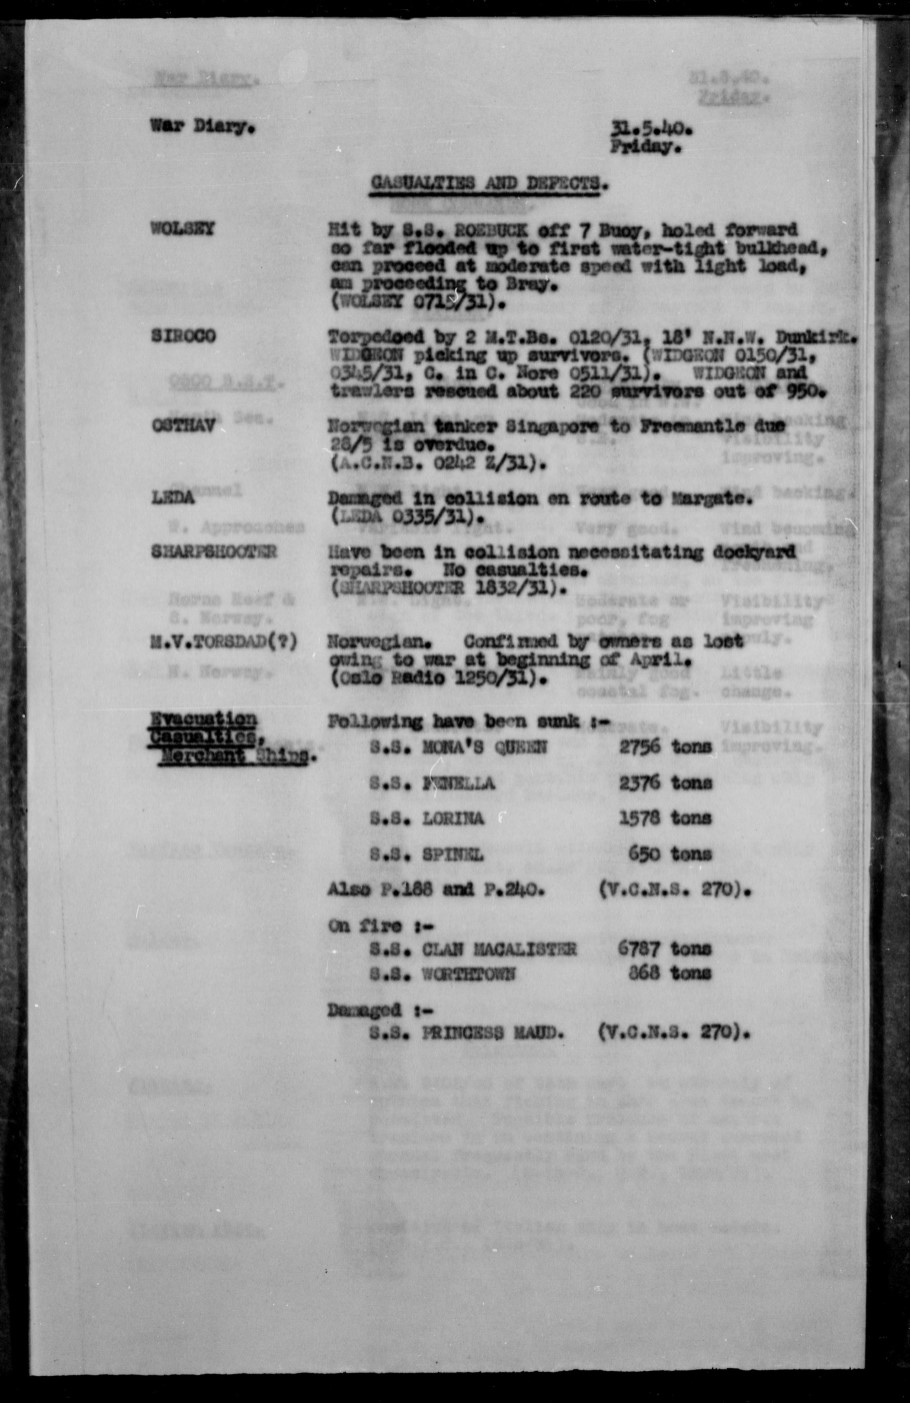 War Diary.
31.5.40.
Friday.
CASUALTIES AND DEFECTS.
WOLSEY Hit by S.S. ROEBUCK off 7 Buoy, holed forward
so far flooded up to first water-tight bulkhead,
can proceed at moderate speed with light load,
am proceeding to Bray.
(WOLSEY 0715/31).
SIROCO Torpedoed by 2 M.T.Bs. 0120/31, 18' N.N.W. Dunkirk.
WIDGEON picking up survivors. (WIDGEON 0150/31,
0345/31, C. in C. Nore 0511/31). WIDGEON and
trawlers rescued about 220 survivors out of 950.
OSTHAV Norwegian tanker Singapore to Freemantle due
28/5 is overdue.
(A.C.N.B. 0242 Z/31).
LEDA Damaged in collision en route to Margate.
(LEDA 0335/31).
SHARPSHOOTER Have been in collision necessitating dockyard
repairs. No casualties.
(SHARPSHOOTER 1832/31).
M.V.TORSDAD(?) Norwegian. Confirmed by owners as lost
owing to war at beginning of April.
(Oslo Radio 1250/31).
Evacuation Following have been sunk :-
Casualties,
Merchant Ships.
S.S. MONA'S QUEEN 2756 tons
S.S. FENELLA 2376 tons
S.S. LORINA 1578 tons
S.S. SPINEL 650 tons
Also P.188 and P.240. (V.C.N.S. 270).
On fire :-
S.S. CLAN MACALISTER 6787 tons
S.S. WORTHTOWN 868 tons
Damaged :-
S.S. PRINCESS MAUD. (V.C.N.S. 270).